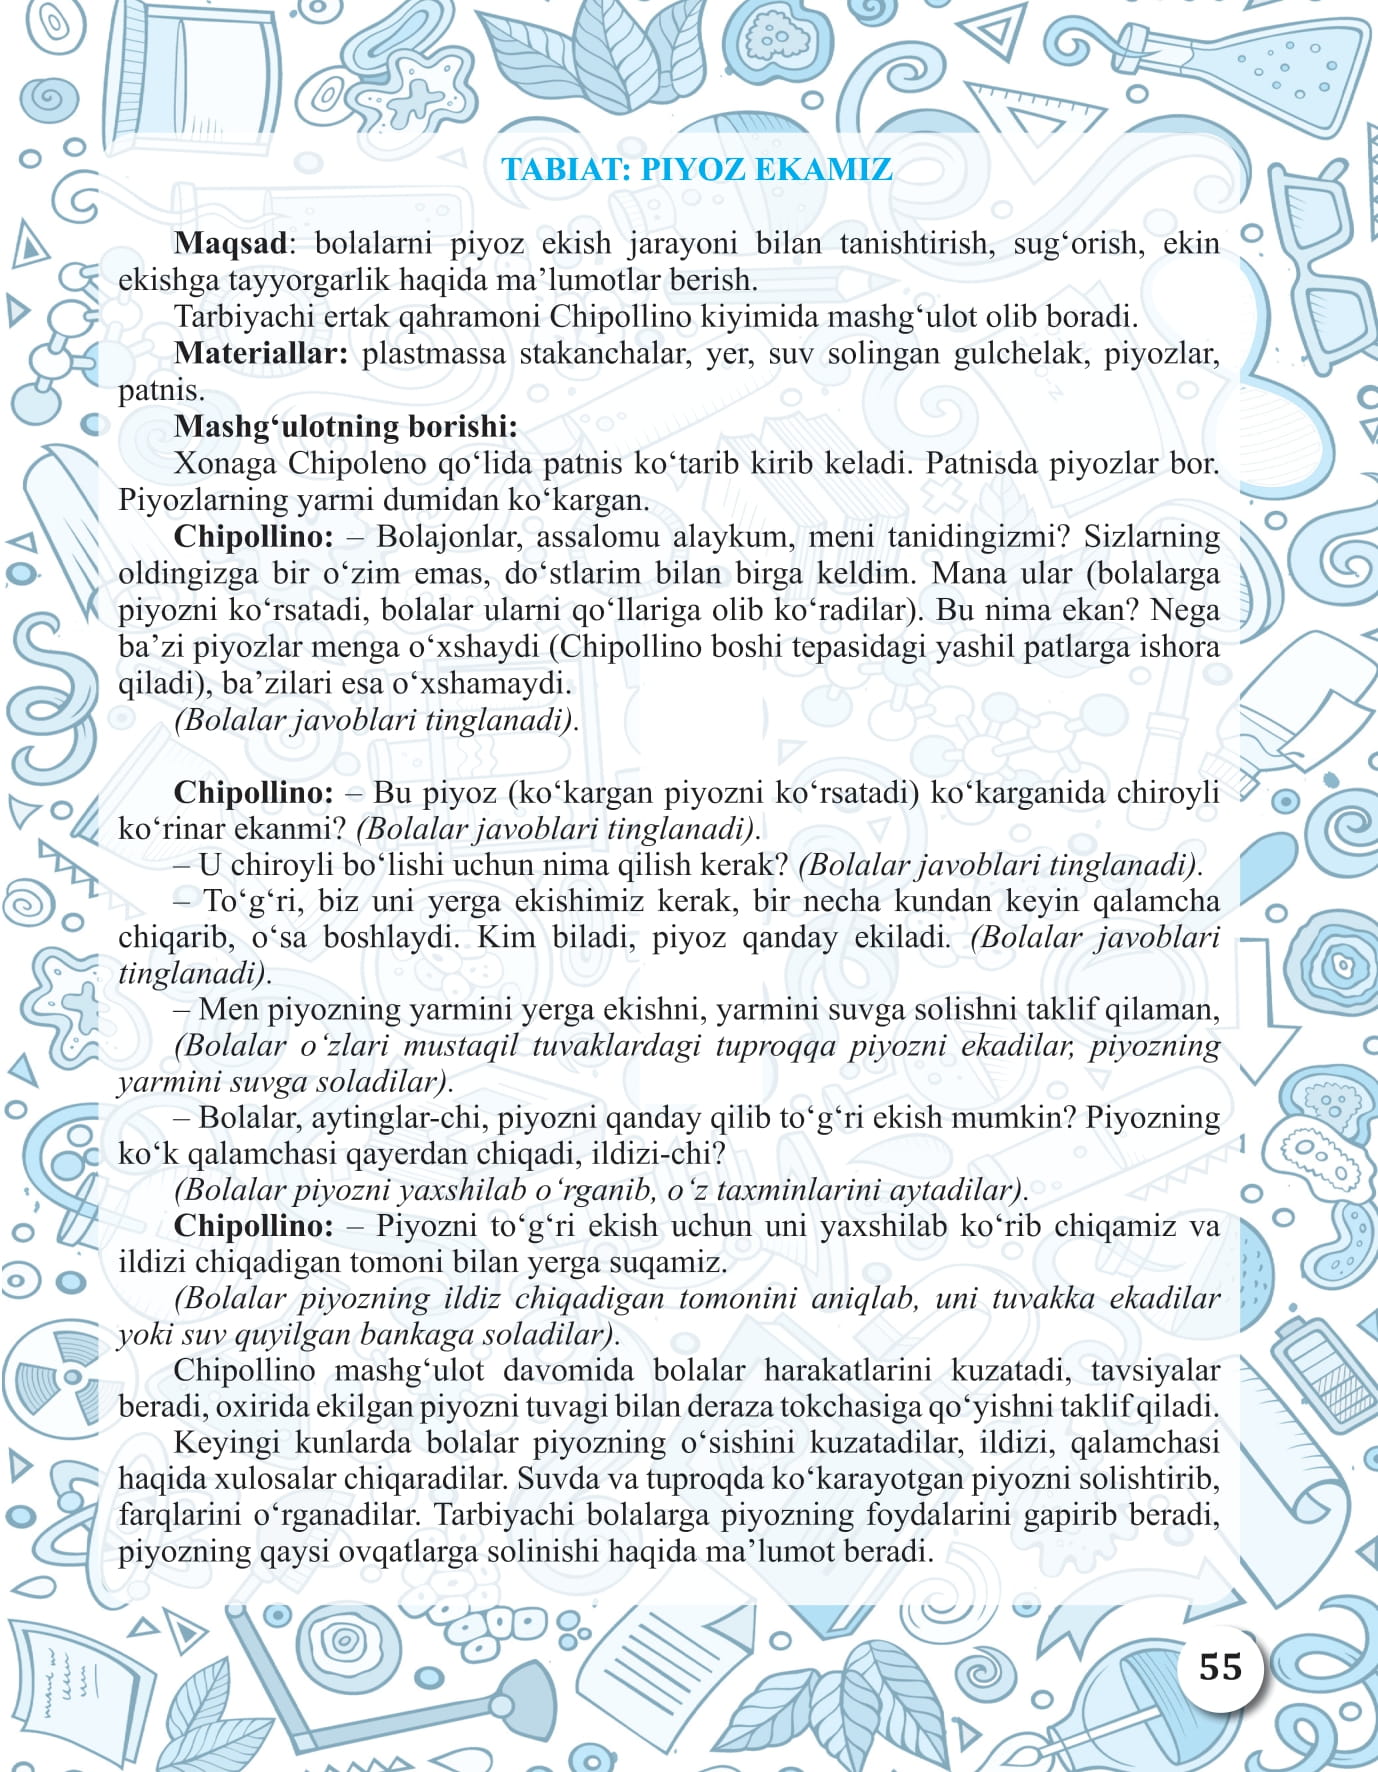 TABIAT: PIYOZ EKAMIZ
Maqsad: bolalarni piyoz ekish jarayoni bilan tanishtirish, sug‘orish, ekin
ekishga tayyorgarlik haqida ma’lumotlar berish.
Tarbiyachi ertak qahramoni Chipollino kiyimida mashg‘ulot olib boradi.
Materiallar: plastmassa stakanchalar, yer, suv solingan gulchelak, piyozlar,
patnis.
Mashg‘ulotning borishi:
Xonaga Chipoleno qo‘lida patnis ko‘tarib kirib keladi. Patnisda piyozlar bor.
Piyozlarning yarmi dumidan ko‘kargan.
Chipollino: – Bolajonlar, assalomu alaykum, meni tanidingizmi? Sizlarning
oldingizga bir o‘zim emas, do‘stlarim bilan birga keldim. Mana ular (bolalarga
piyozni ko‘rsatadi, bolalar ularni qo‘llariga olib ko‘radilar). Bu nima ekan? Nega
ba’zi piyozlar menga o‘xshaydi (Chipollino boshi tepasidagi yashil patlarga ishora
qiladi), ba’zilari esa o‘xshamaydi.
(Bolalar javoblari tinglanadi).
Chipollino: – Bu piyoz (ko‘kargan piyozni ko‘rsatadi) ko‘karganida chiroyli
ko‘rinar ekanmi? (Bolalar javoblari tinglanadi).
– U chiroyli bo‘lishi uchun nima qilish kerak? (Bolalar javoblari tinglanadi).
– To‘g‘ri, biz uni yerga ekishimiz kerak, bir necha kundan keyin qalamcha
chiqarib, o‘sa boshlaydi. Kim biladi, piyoz qanday ekiladi. (Bolalar javoblari
tinglanadi).
– Men piyozning yarmini yerga ekishni, yarmini suvga solishni taklif qilaman,
(Bolalar o‘zlari mustaqil tuvaklardagi tuproqqa piyozni ekadilar, piyozning
yarmini suvga soladilar).
– Bolalar, aytinglar-chi, piyozni qanday qilib to‘g‘ri ekish mumkin? Piyozning
ko‘k qalamchasi qayerdan chiqadi, ildizi-chi?
(Bolalar piyozni yaxshilab o‘rganib, o‘z taxminlarini aytadilar).
Chipollino: – Piyozni to‘g‘ri ekish uchun uni yaxshilab ko‘rib chiqamiz va
ildizi chiqadigan tomoni bilan yerga suqamiz.
(Bolalar piyozning ildiz chiqadigan tomonini aniqlab, uni tuvakka ekadilar
yoki suv quyilgan bankaga soladilar).
Chipollino mashg‘ulot davomida bolalar harakatlarini kuzatadi, tavsiyalar
beradi, oxirida ekilgan piyozni tuvagi bilan deraza tokchasiga qo‘yishni taklif qiladi.
Keyingi kunlarda bolalar piyozning o‘sishini kuzatadilar, ildizi, qalamchasi
haqida xulosalar chiqaradilar. Suvda va tuproqda ko‘karayotgan piyozni solishtirib,
farqlarini o‘rganadilar. Tarbiyachi bolalarga piyozning foydalarini gapirib beradi,
piyozning qaysi ovqatlarga solinishi haqida ma’lumot beradi.
55